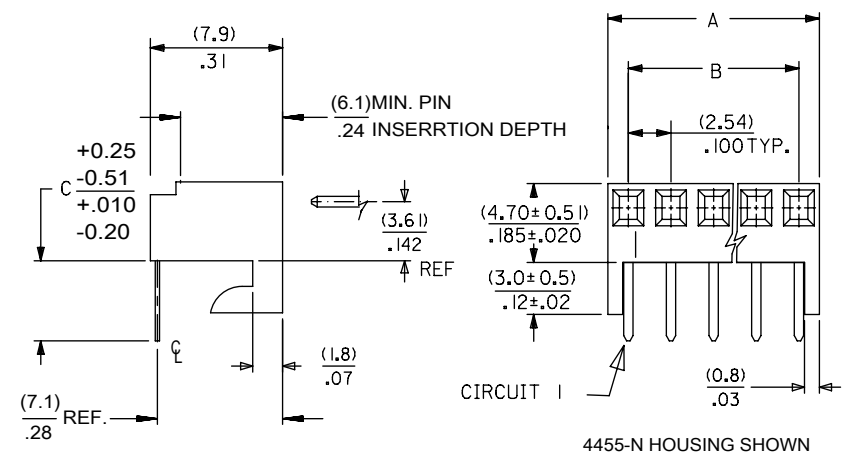 (7.9)
.31
(6.1)MIN. PIN
.24 INSERRTION DEPTH
+0.25
-0.51
C
+.010
-0.20
(3.61)
.142
REF
(1.8)
.07
(7.1)
.28
REF.
℄
A
B
(2.54)
.100TYP.
(4.70±0.51)
.185±.020
(3.0±0.5)
.12±.02
CIRCUIT 1
(0.8)
.03
4455-N HOUSING SHOWN